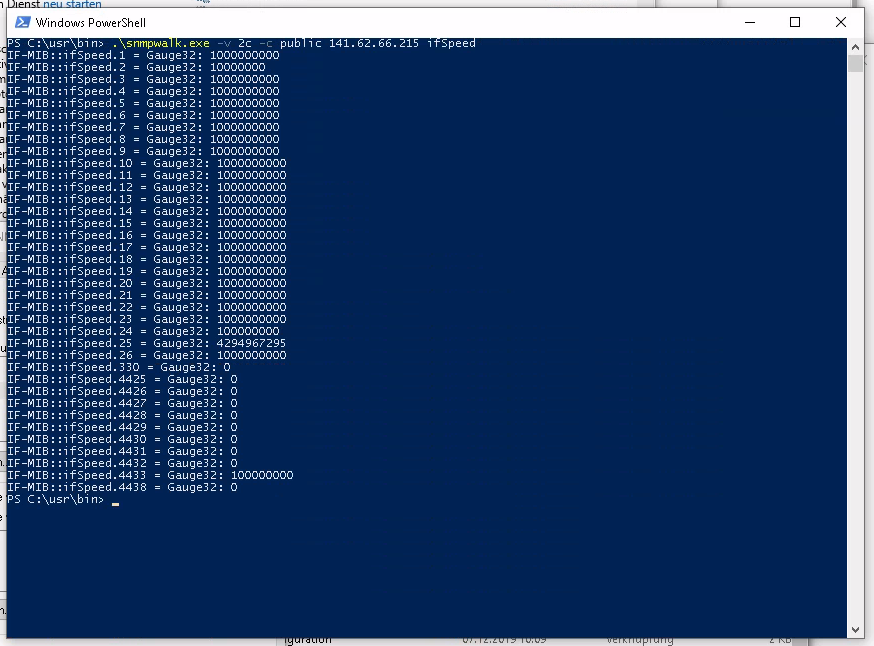 Dienst neu starten
Windows PowerShell
PS C:\usr\bin> .\snmpwalk.exe -v 2c -c public 141.62.66.215 ifSpeed
IF-MIB::ifSpeed.1 = Gauge32: 1000000000
IF-MIB::ifSpeed.2 = Gauge32: 10000000
IF-MIB::ifSpeed.3 = Gauge32: 1000000000
IF-MIB::ifSpeed.4 = Gauge32: 1000000000
IF-MIB::ifSpeed.5 = Gauge32: 1000000000
IF-MIB::ifSpeed.6 = Gauge32: 1000000000
IF-MIB::ifSpeed.7 = Gauge32: 1000000000
IF-MIB::ifSpeed.8 = Gauge32: 1000000000
IF-MIB::ifSpeed.9 = Gauge32: 1000000000
IF-MIB::ifSpeed.10 = Gauge32: 1000000000
IF-MIB::ifSpeed.11 = Gauge32: 1000000000
IF-MIB::ifSpeed.12 = Gauge32: 1000000000
IF-MIB::ifSpeed.13 = Gauge32: 1000000000
IF-MIB::ifSpeed.14 = Gauge32: 1000000000
IF-MIB::ifSpeed.15 = Gauge32: 1000000000
IF-MIB::ifSpeed.16 = Gauge32: 1000000000
IF-MIB::ifSpeed.17 = Gauge32: 1000000000
IF-MIB::ifSpeed.18 = Gauge32: 1000000000
IF-MIB::ifSpeed.19 = Gauge32: 1000000000
IF-MIB::ifSpeed.20 = Gauge32: 1000000000
IF-MIB::ifSpeed.21 = Gauge32: 1000000000
IF-MIB::ifSpeed.22 = Gauge32: 1000000000
IF-MIB::ifSpeed.23 = Gauge32: 1000000000
IF-MIB::ifSpeed.24 = Gauge32: 100000000
IF-MIB::ifSpeed.25 = Gauge32: 4294967295
IF-MIB::ifSpeed.26 = Gauge32: 1000000000
IF-MIB::ifSpeed.330 = Gauge32: 0
IF-MIB::ifSpeed.4425 = Gauge32: 0
IF-MIB::ifSpeed.4426 = Gauge32: 0
IF-MIB::ifSpeed.4427 = Gauge32: 0
IF-MIB::ifSpeed.4428 = Gauge32: 0
IF-MIB::ifSpeed.4429 = Gauge32: 0
IF-MIB::ifSpeed.4430 = Gauge32: 0
IF-MIB::ifSpeed.4431 = Gauge32: 0
IF-MIB::ifSpeed.4432 = Gauge32: 0
IF-MIB::ifSpeed.4433 = Gauge32: 100000000
IF-MIB::ifSpeed.4438 = Gauge32: 0
PS C:\usr\bin>
iguration 07.12.2019 10:09 Verknüpfung 2 KB